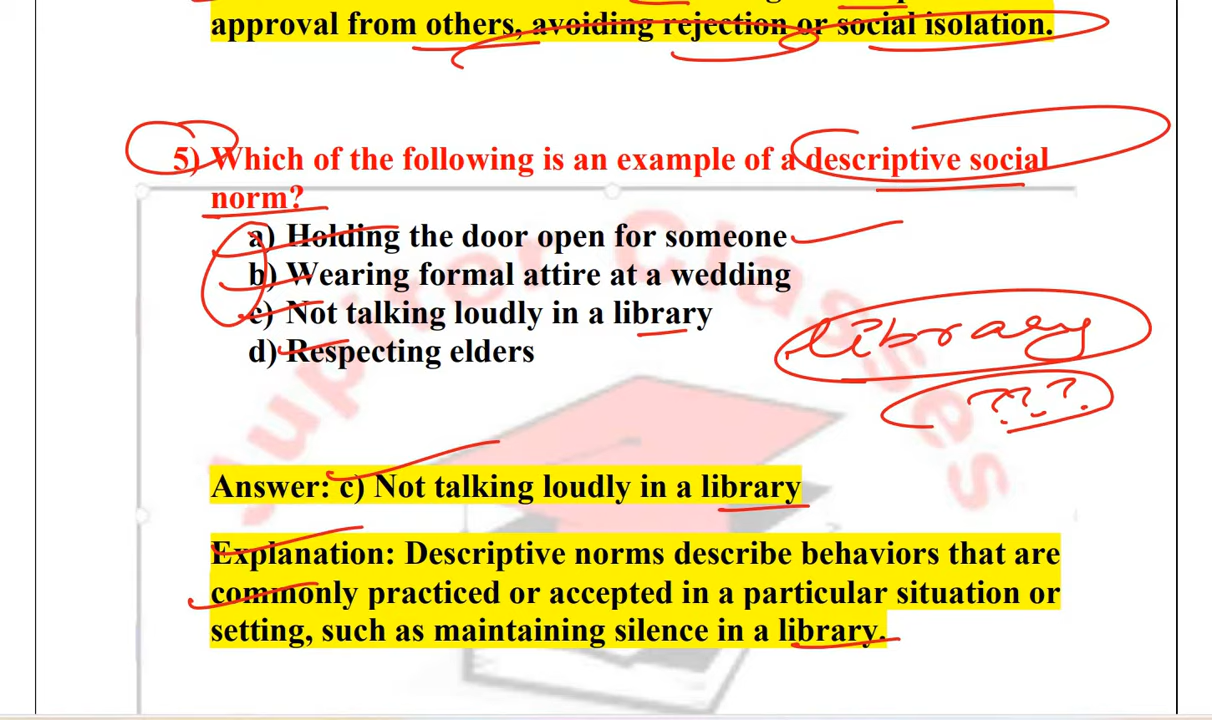 approval from others, avoiding rejection or social isolation.
5) Which of the following is an example of a descriptive social
norm?
a) Holding the door open for someone
b) Wearing formal attire at a wedding
c) Not talking loudly in a library
d) Respecting elders
library
???.
Answer: c) Not talking loudly in a library
Explanation: Descriptive norms describe behaviors that are
commonly practiced or accepted in a particular situation or
setting, such as maintaining silence in a library.
Jupiter Classes